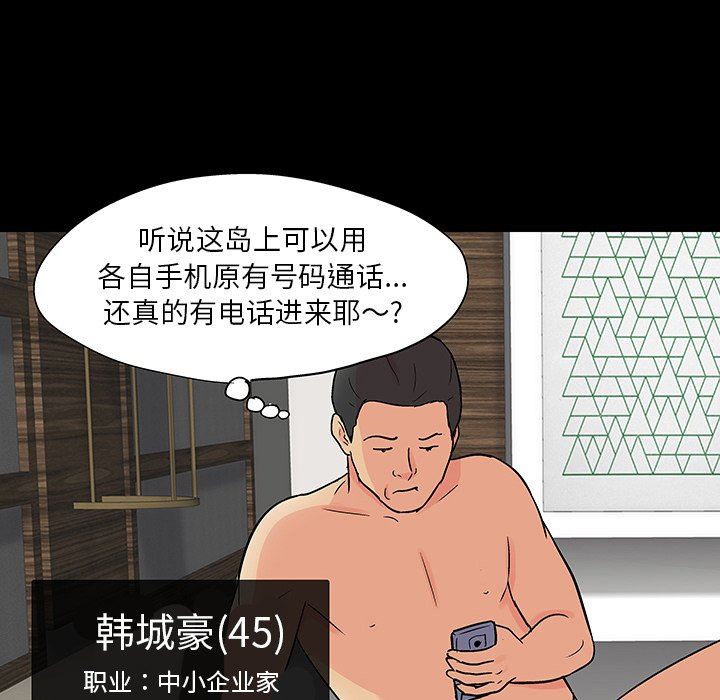 听说这岛上可以用
各自手机原有号码通话...
还真的有电话进来耶～?
韩城豪(45)
职业：中小企业家